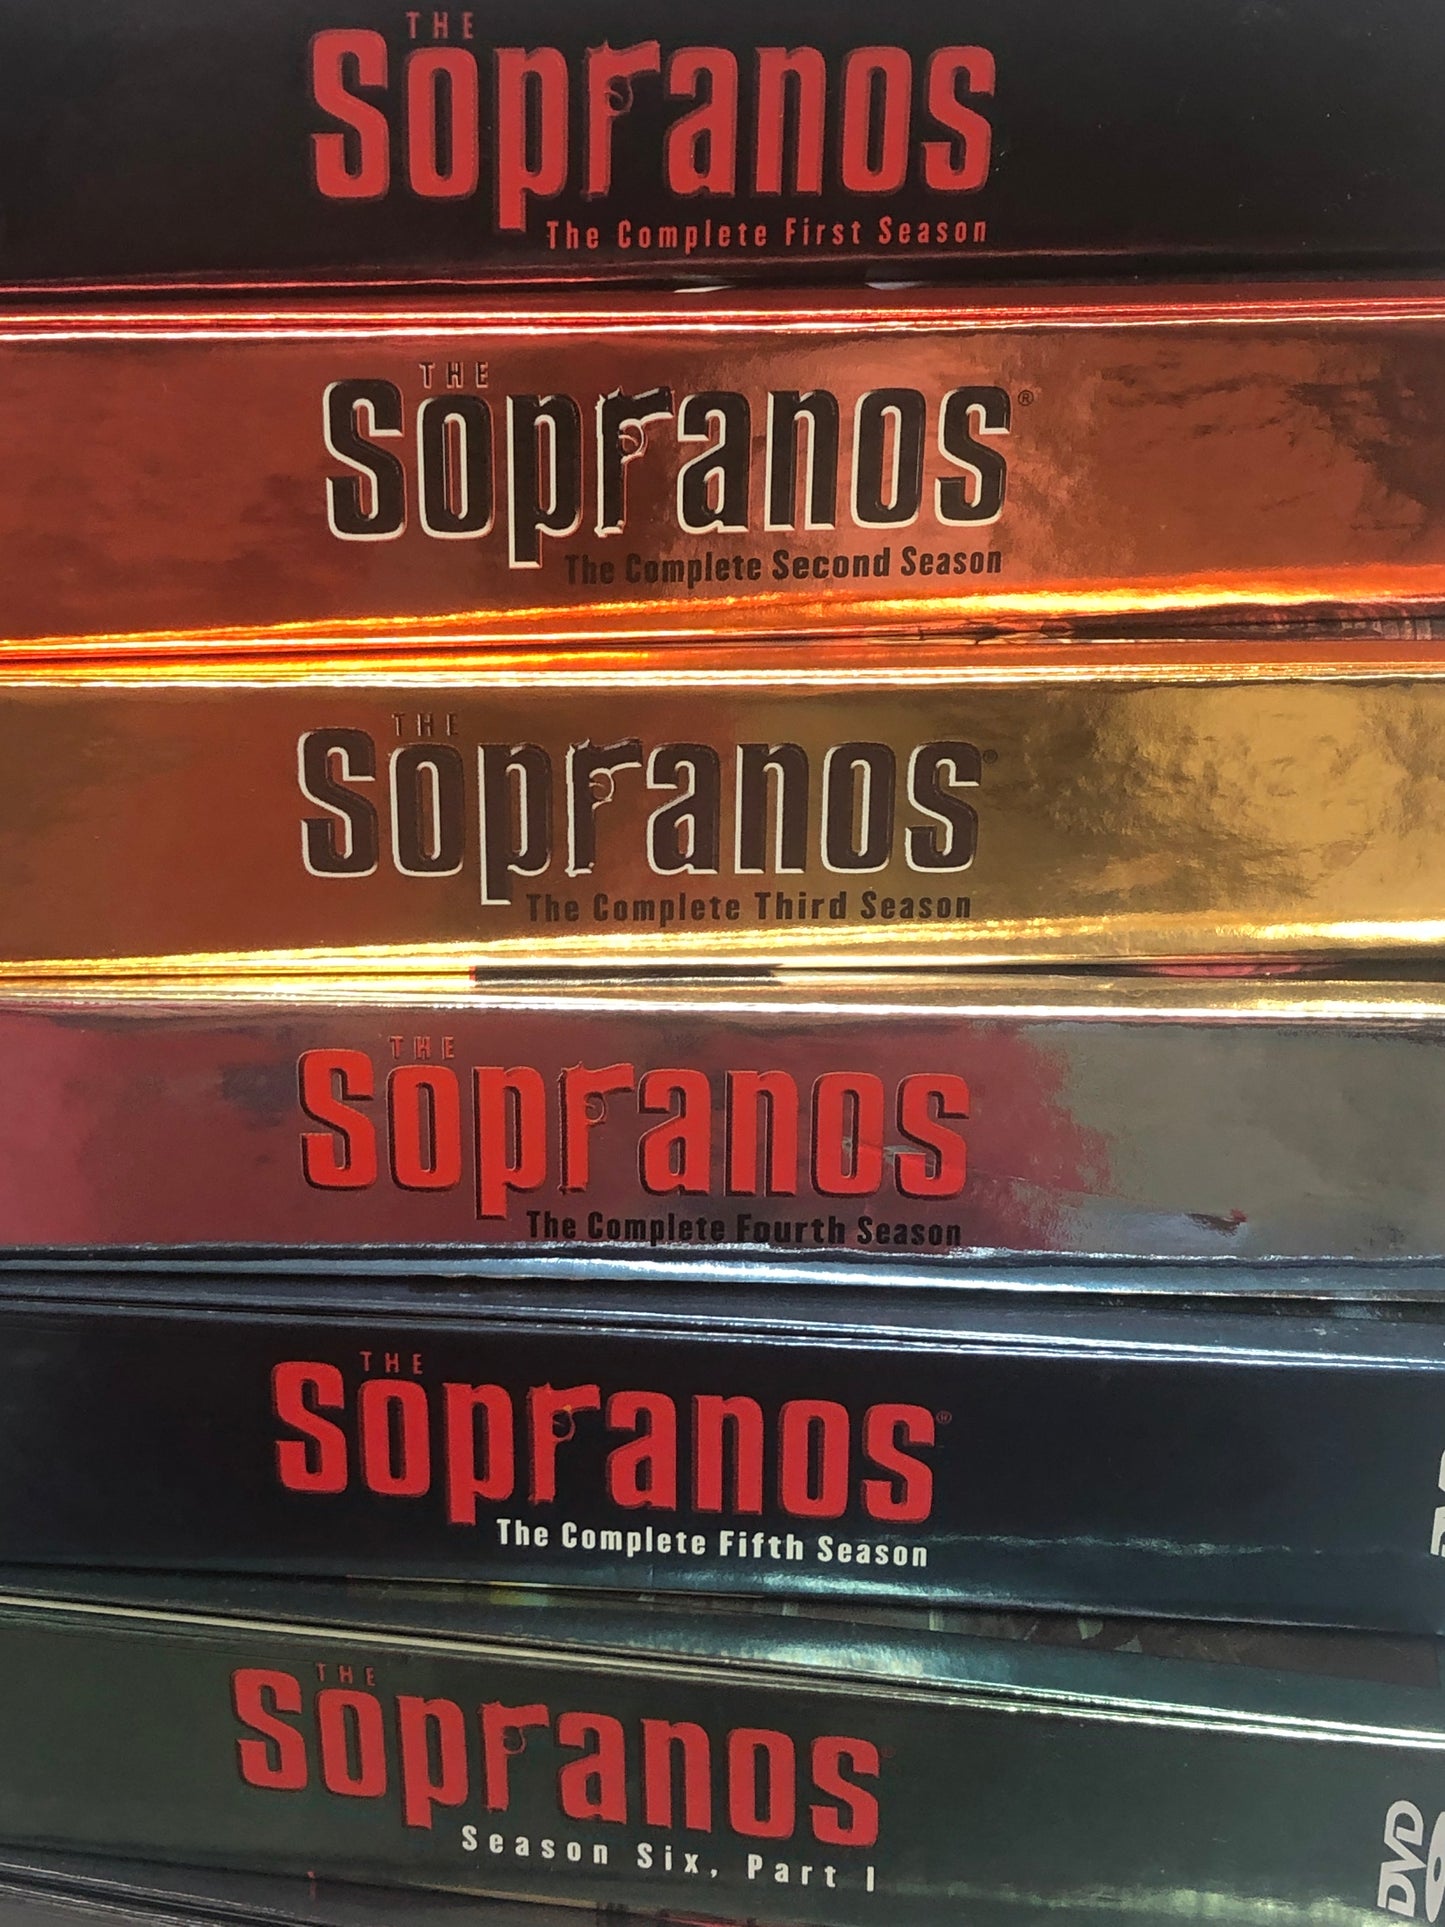 THE
Sopranos
The Complete First Season
THE
Sopranos®
The Complete Second Season
THE
Sopranos®
The Complete Third Season
THE
Sopranos
The Complete Fourth Season
THE
Sopranos®
The Complete Fifth Season
THE
Sopranos
Season Six, Part I
DVD